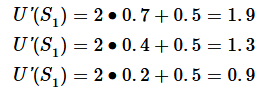 U'(S₁) = 2 • 0.7 + 0.5 = 1.9
U'(S₁) = 2 • 0.4 + 0.5 = 1.3
U'(S₁) = 2 • 0.2 + 0.5 = 0.9